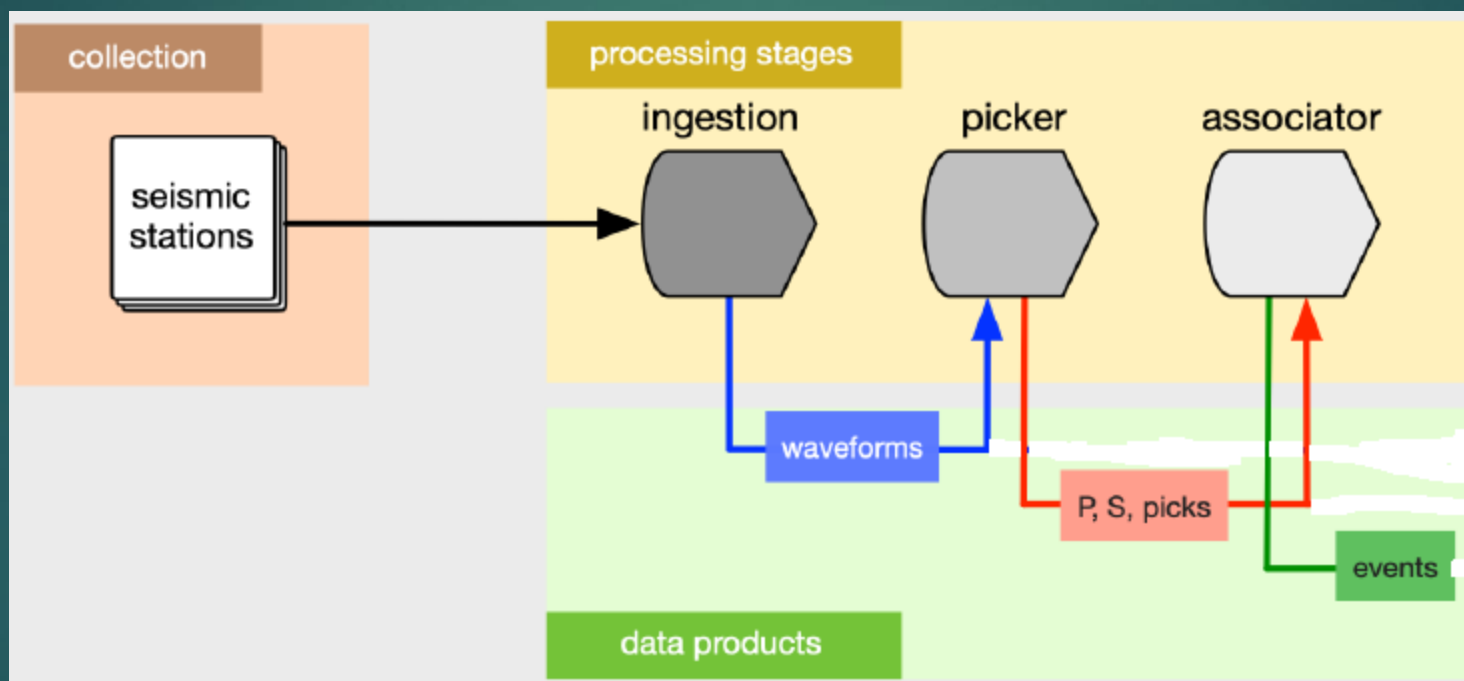 collection
processing stages
ingestion
picker
associator
seismic
stations
waveforms
P, S, picks
events
data products